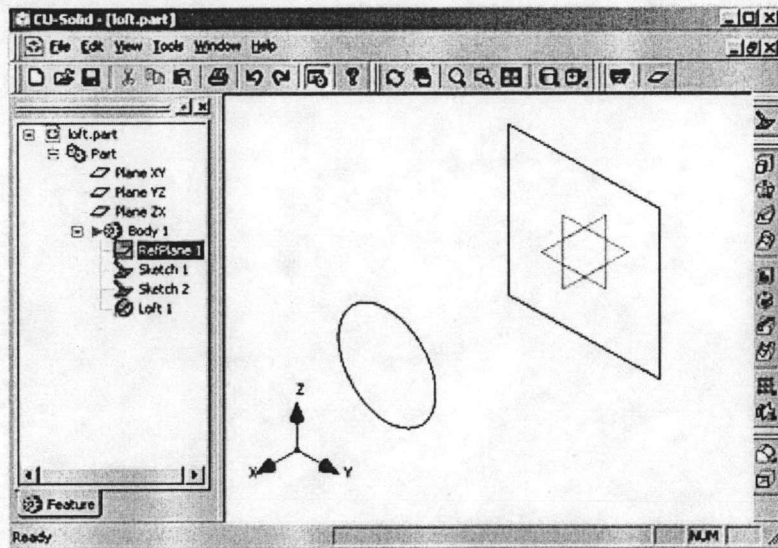 CU-Solid - [loft.part]
File Edit View Tools Window Help
loft.part
Part
Plane XY
Plane YZ
Plane ZX
Body 1
RefPlane 1
Sketch 1
Sketch 2
Loft 1
Z
X
Y
Feature
Ready
NUM